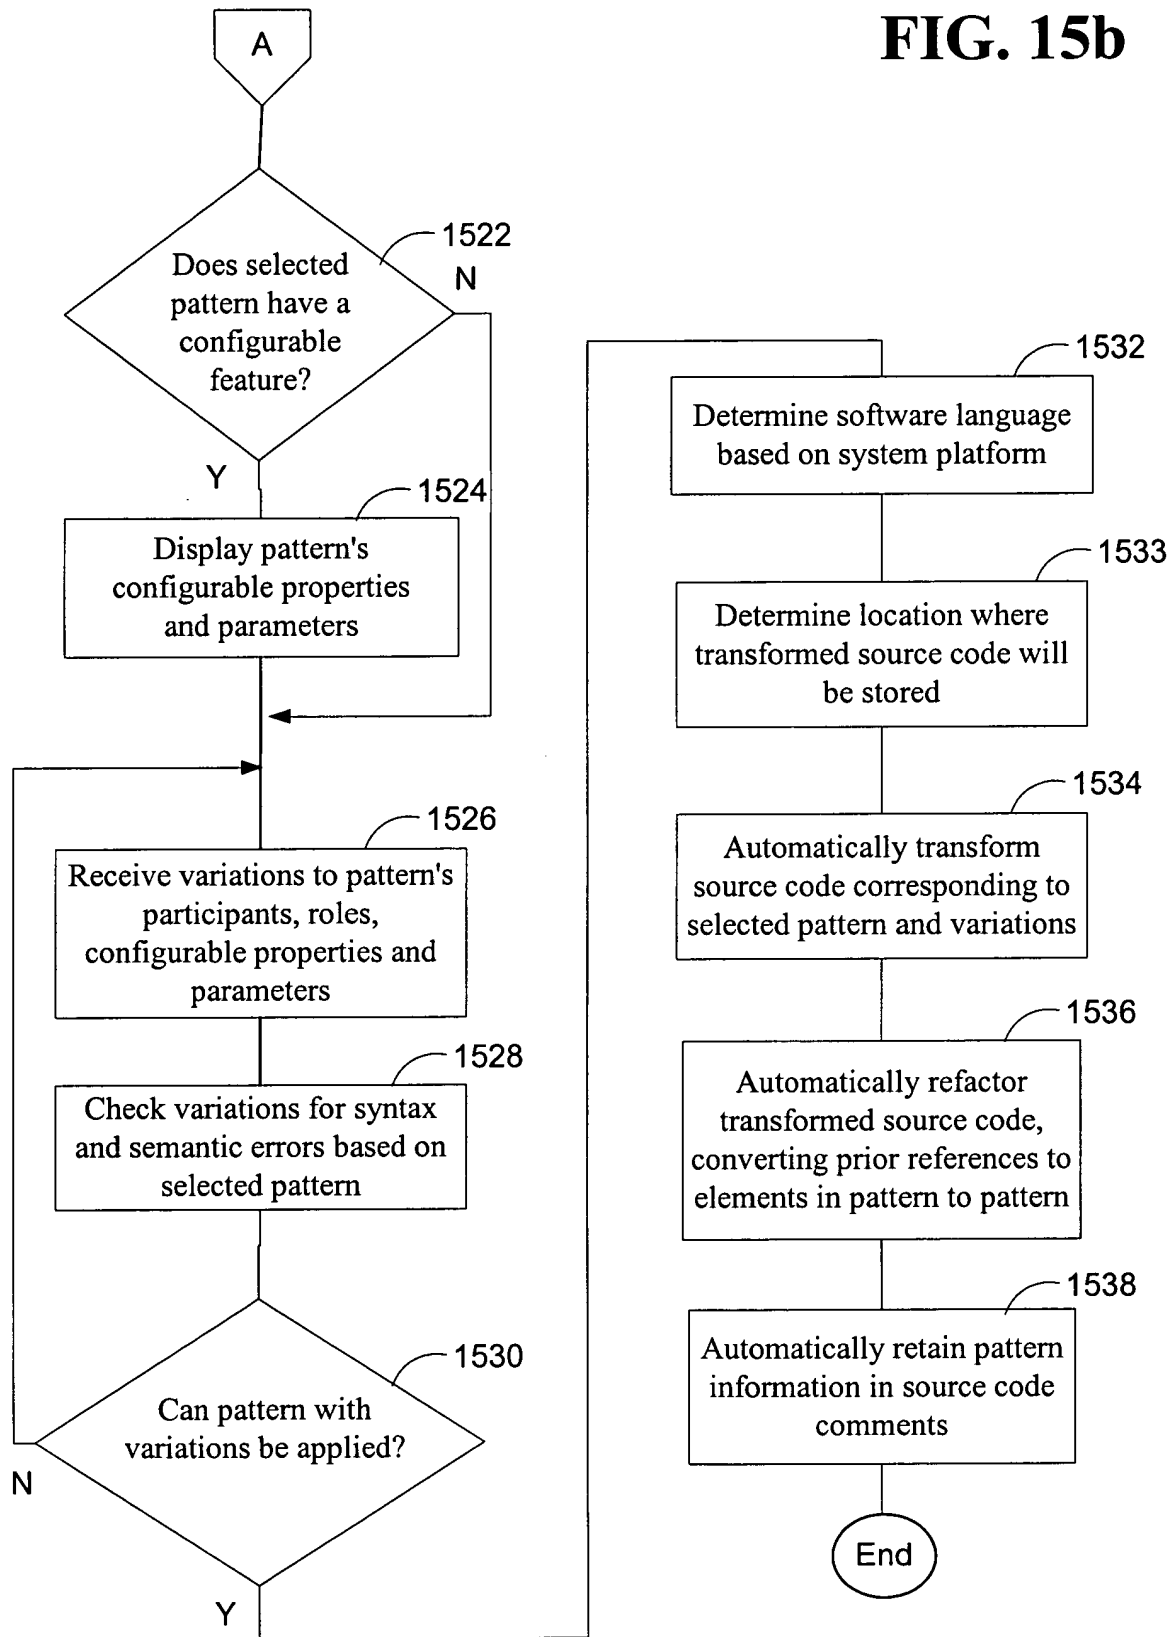 FIG. 15b
A
1522
Does selected
pattern have a
configurable
feature?
N
Y
1524
Display pattern's
configurable properties
and parameters
1526
Receive variations to pattern's
participants, roles,
configurable properties and
parameters
1528
Check variations for syntax
and semantic errors based on
selected pattern
1530
Can pattern with
variations be applied?
N
Y
1532
Determine software language
based on system platform
1533
Determine location where
transformed source code will
be stored
1534
Automatically transform
source code corresponding to
selected pattern and variations
1536
Automatically refactor
transformed source code,
converting prior references to
elements in pattern to pattern
1538
Automatically retain pattern
information in source code
comments
End